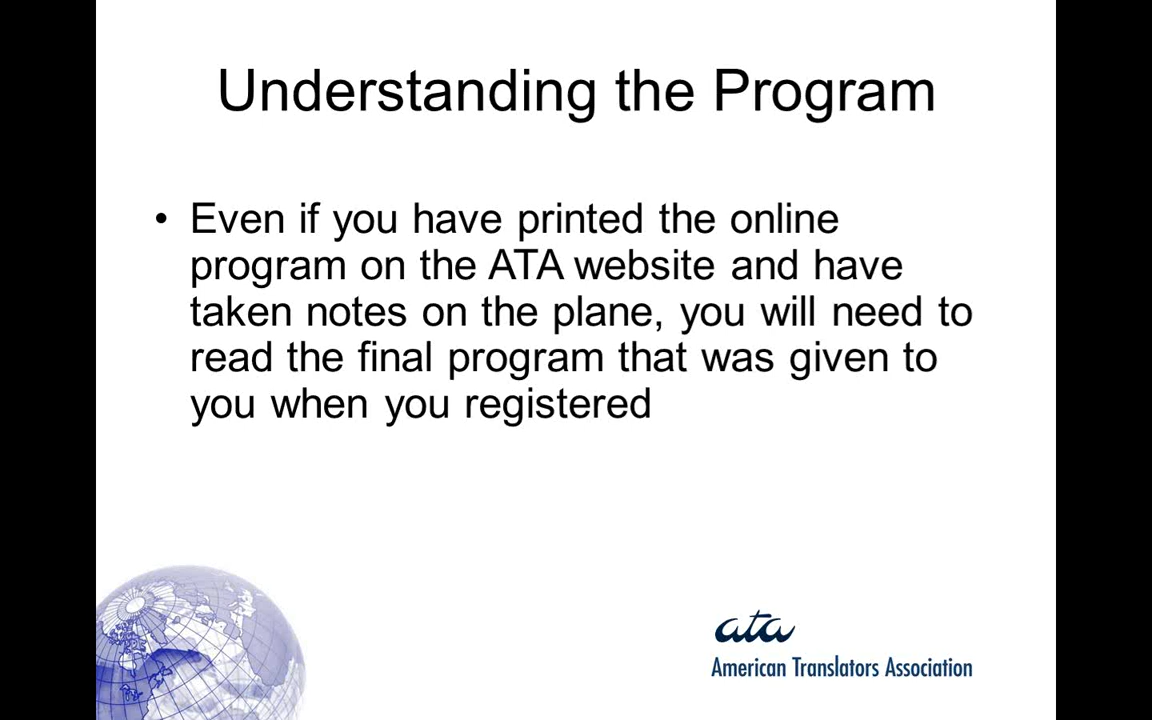 Understanding the Program
• Even if you have printed the online
program on the ATA website and have
taken notes on the plane, you will need to
read the final program that was given to
you when you registered
ata
American Translators Association